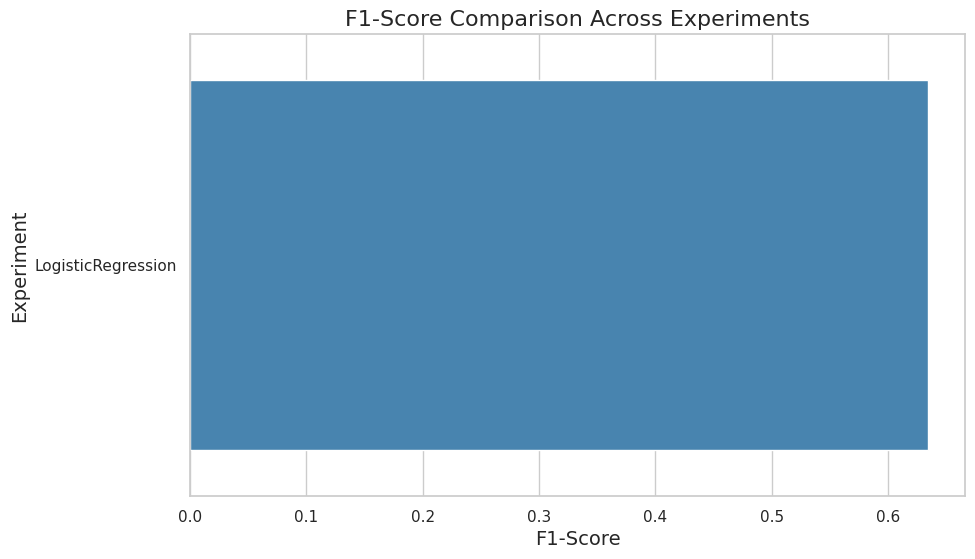 F1-Score Comparison Across Experiments
Experiment
LogisticRegression
0.0 0.1 0.2 0.3 0.4 0.5 0.6
F1-Score